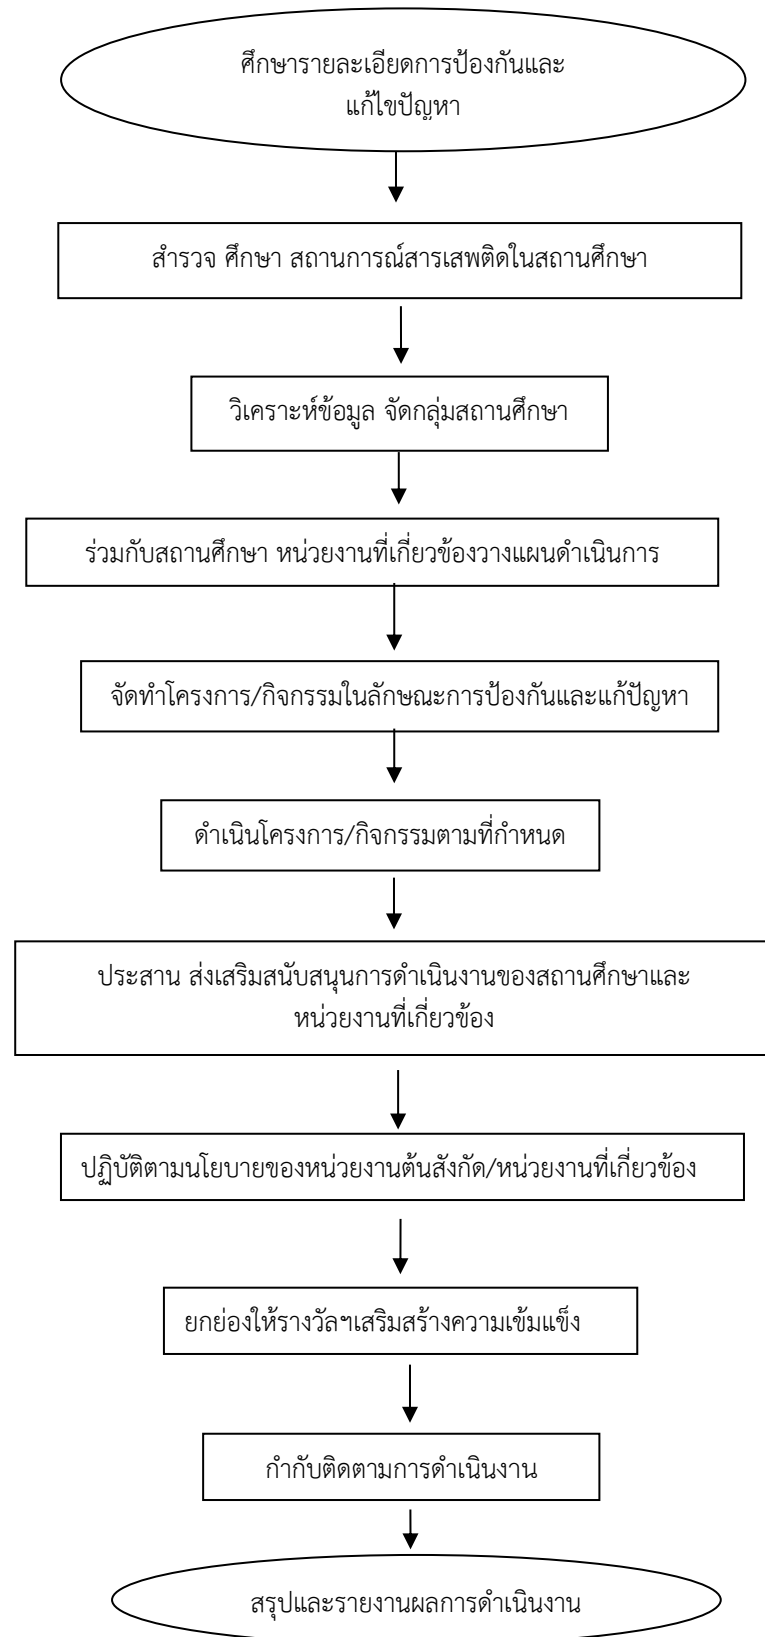 ศึกษารายละเอียดการป้องกันและ
แก้ไขปัญหา
สำรวจ ศึกษา สถานการณ์สารเสพติดในสถานศึกษา
วิเคราะห์ข้อมูล จัดกลุ่มสถานศึกษา
ร่วมกับสถานศึกษา หน่วยงานที่เกี่ยวข้องวางแผนดำเนินการ
จัดทำโครงการ/กิจกรรมในลักษณะการป้องกันและแก้ปัญหา
ดำเนินโครงการ/กิจกรรมตามที่กำหนด
ประสาน ส่งเสริมสนับสนุนการดำเนินงานของสถานศึกษาและ
หน่วยงานที่เกี่ยวข้อง
ปฏิบัติตามนโยบายของหน่วยงานต้นสังกัด/หน่วยงานที่เกี่ยวข้อง
ยกย่องให้รางวัลฯเสริมสร้างความเข้มแข็ง
กำกับติดตามการดำเนินงาน
สรุปและรายงานผลการดำเนินงาน